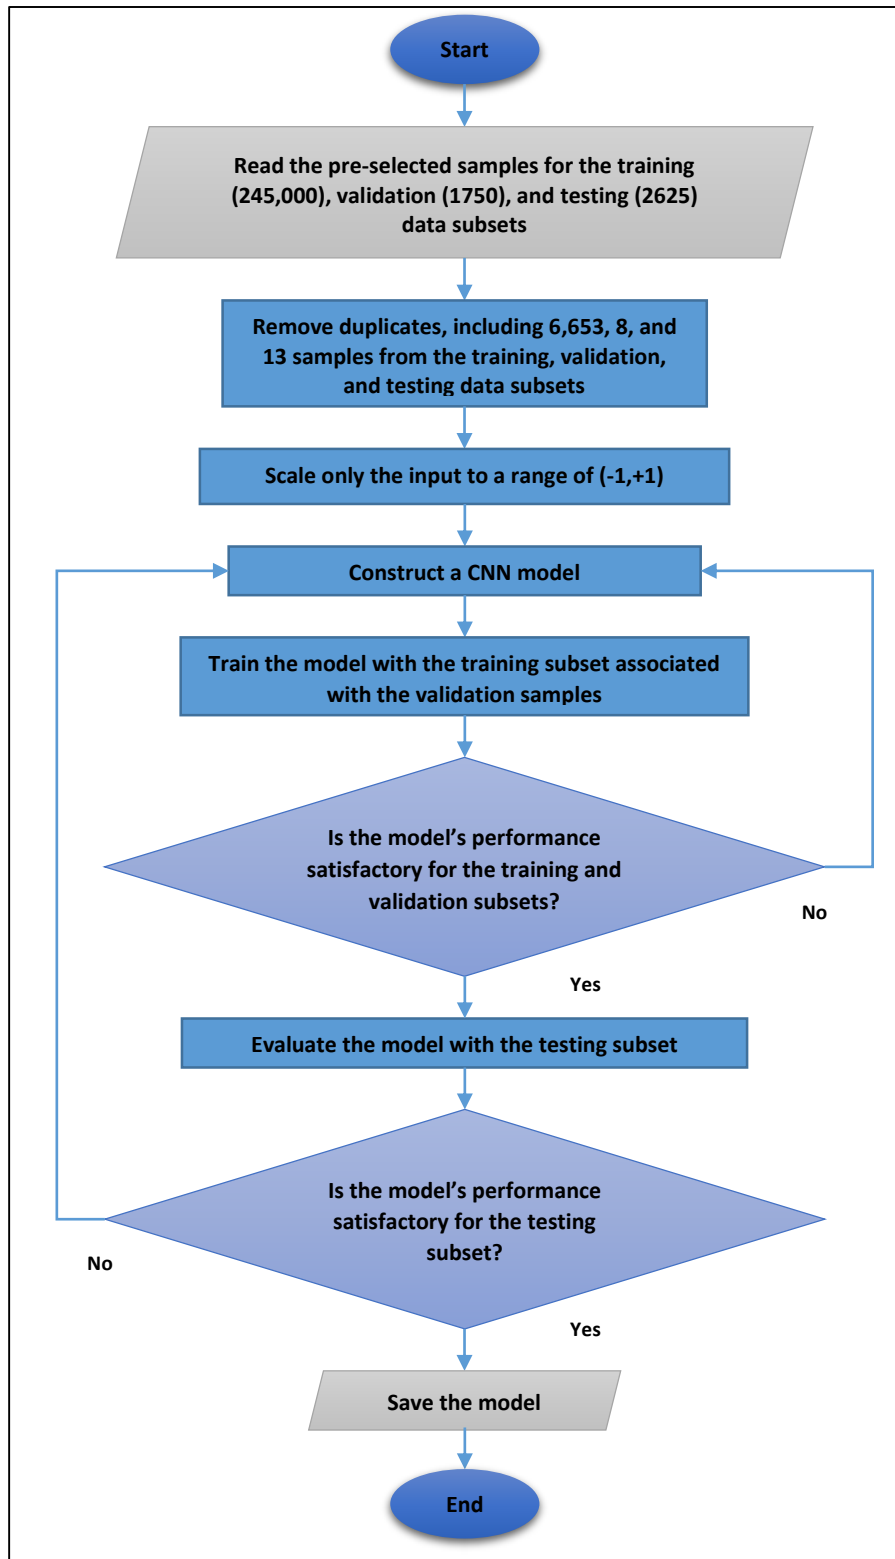 Start
Read the pre-selected samples for the training
(245,000), validation (1750), and testing (2625)
data subsets
Remove duplicates, including 6,653, 8, and
13 samples from the training, validation,
and testing data subsets
Scale only the input to a range of (-1,+1)
Construct a CNN model
Train the model with the training subset associated
with the validation samples
Is the model’s performance
satisfactory for the training and
validation subsets?
No
Yes
Evaluate the model with the testing subset
Is the model’s performance
satisfactory for the testing
subset?
No
Yes
Save the model
End